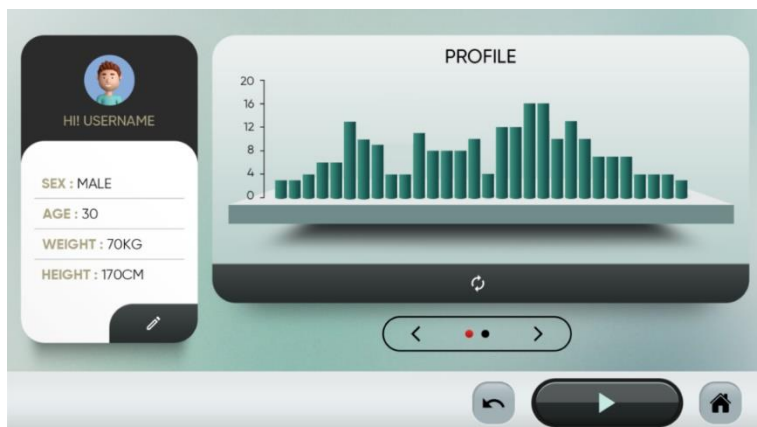 HI! USERNAME
SEX : MALE
AGE : 30
WEIGHT : 70KG
HEIGHT : 170CM
PROFILE
20
16
12
8
4
0